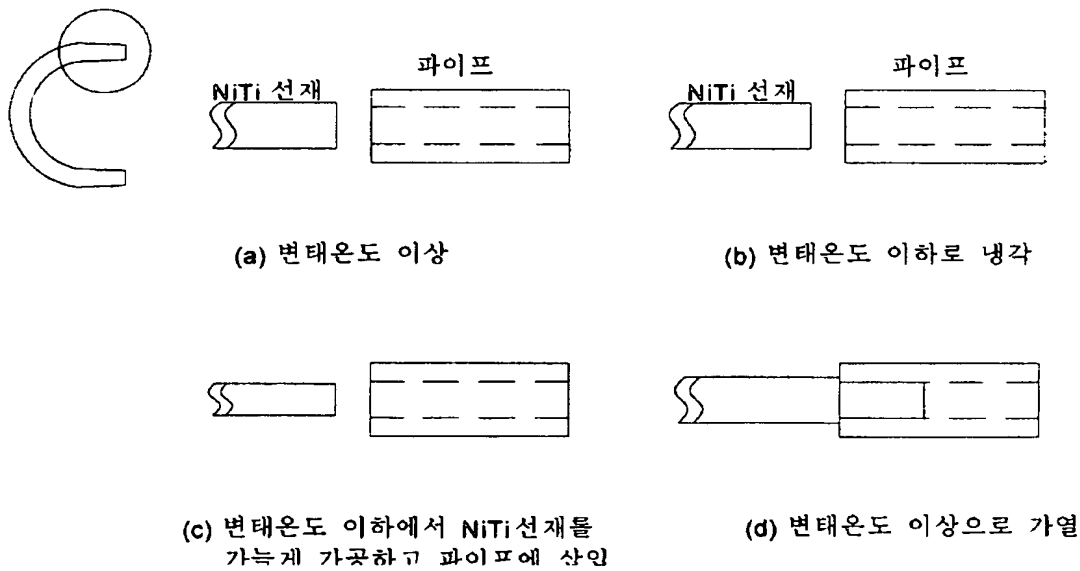 파이프
NiTi 선재
파이프
NiTi 선재
(a) 변태온도 이상
(b) 변태온도 이하로 냉각
(c) 변태온도 이하에서 NiTi선재를
가늘게 가공하고 파이프에 삽입
(d) 변태온도 이상으로 가열